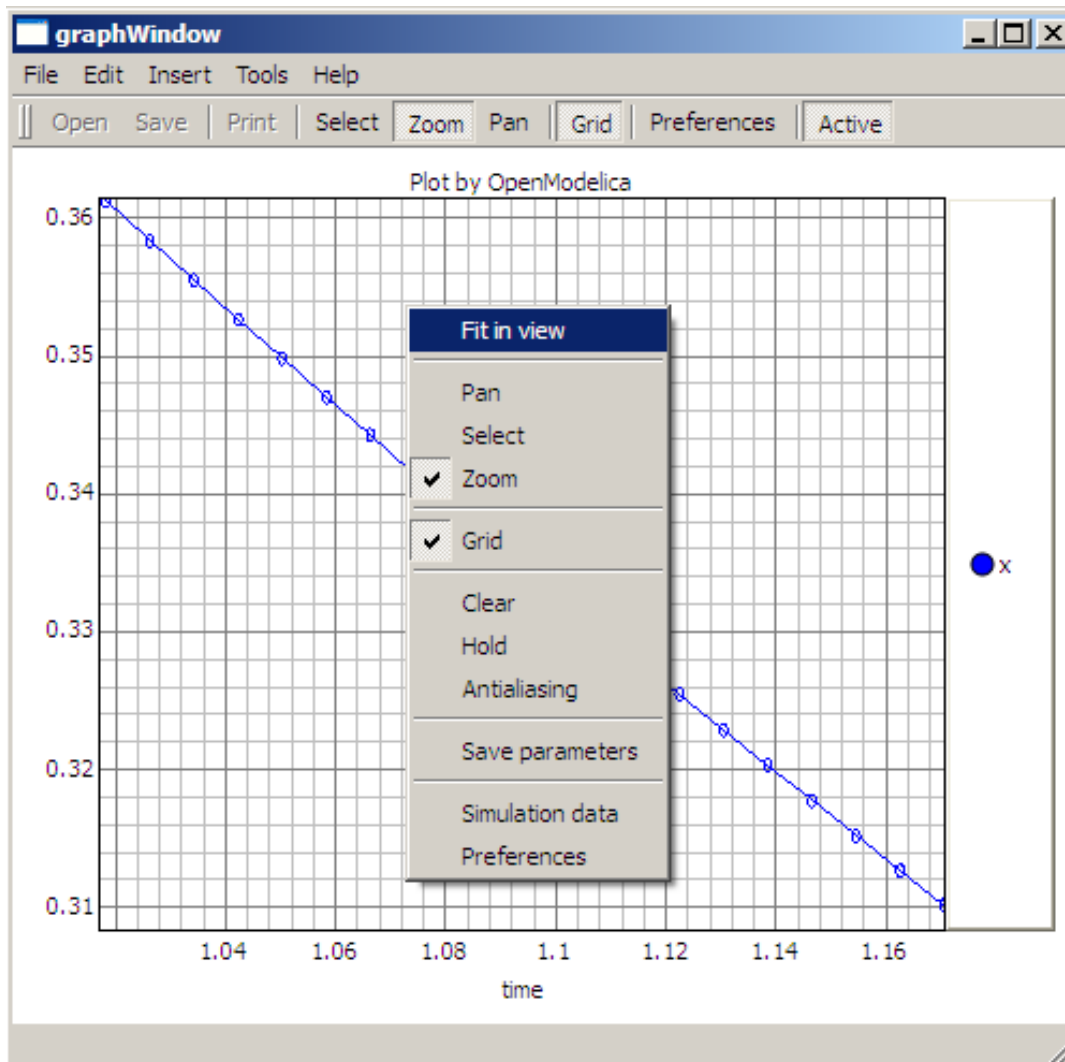 graphWindow
File Edit Insert Tools Help
Open Save Print Select Zoom Pan Grid Preferences Active
Plot by OpenModelica
0.36
0.35
0.34
0.33
0.32
0.31
Fit in view
Pan
Select
Zoom
Grid
Clear
Hold
Antialiasing
Save parameters
Simulation data
Preferences
x
1.04 1.06 1.08 1.1 1.12 1.14 1.16
time